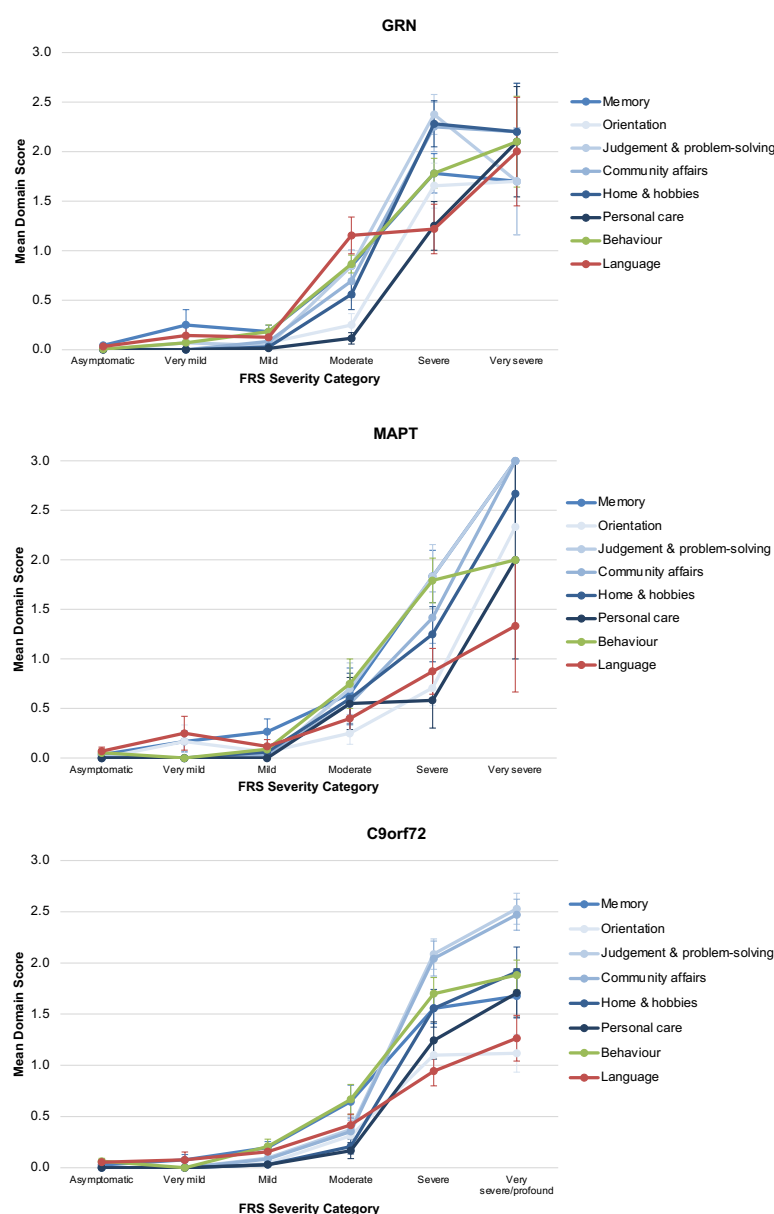 GRN
3.0
2.5
2.0
1.5
1.0
0.5
0.0
Mean Domain Score
Asymptomatic
Very mild
Mild
Moderate
Severe
Very severe
FRS Severity Category
Memory
Orientation
Judgement & problem-solving
Community affairs
Home & hobbies
Personal care
Behaviour
Language
MAPT
3.0
2.5
2.0
1.5
1.0
0.5
0.0
Mean Domain Score
Asymptomatic
Very mild
Mild
Moderate
Severe
Very severe
FRS Severity Category
Memory
Orientation
Judgement & problem-solving
Community affairs
Home & hobbies
Personal care
Behaviour
Language
C9orf72
3.0
2.5
2.0
1.5
1.0
0.5
0.0
Mean Domain Score
Asymptomatic
Very mild
Mild
Moderate
Severe
Very
severe/profound
FRS Severity Category
Memory
Orientation
Judgement & problem-solving
Community affairs
Home & hobbies
Personal care
Behaviour
Language